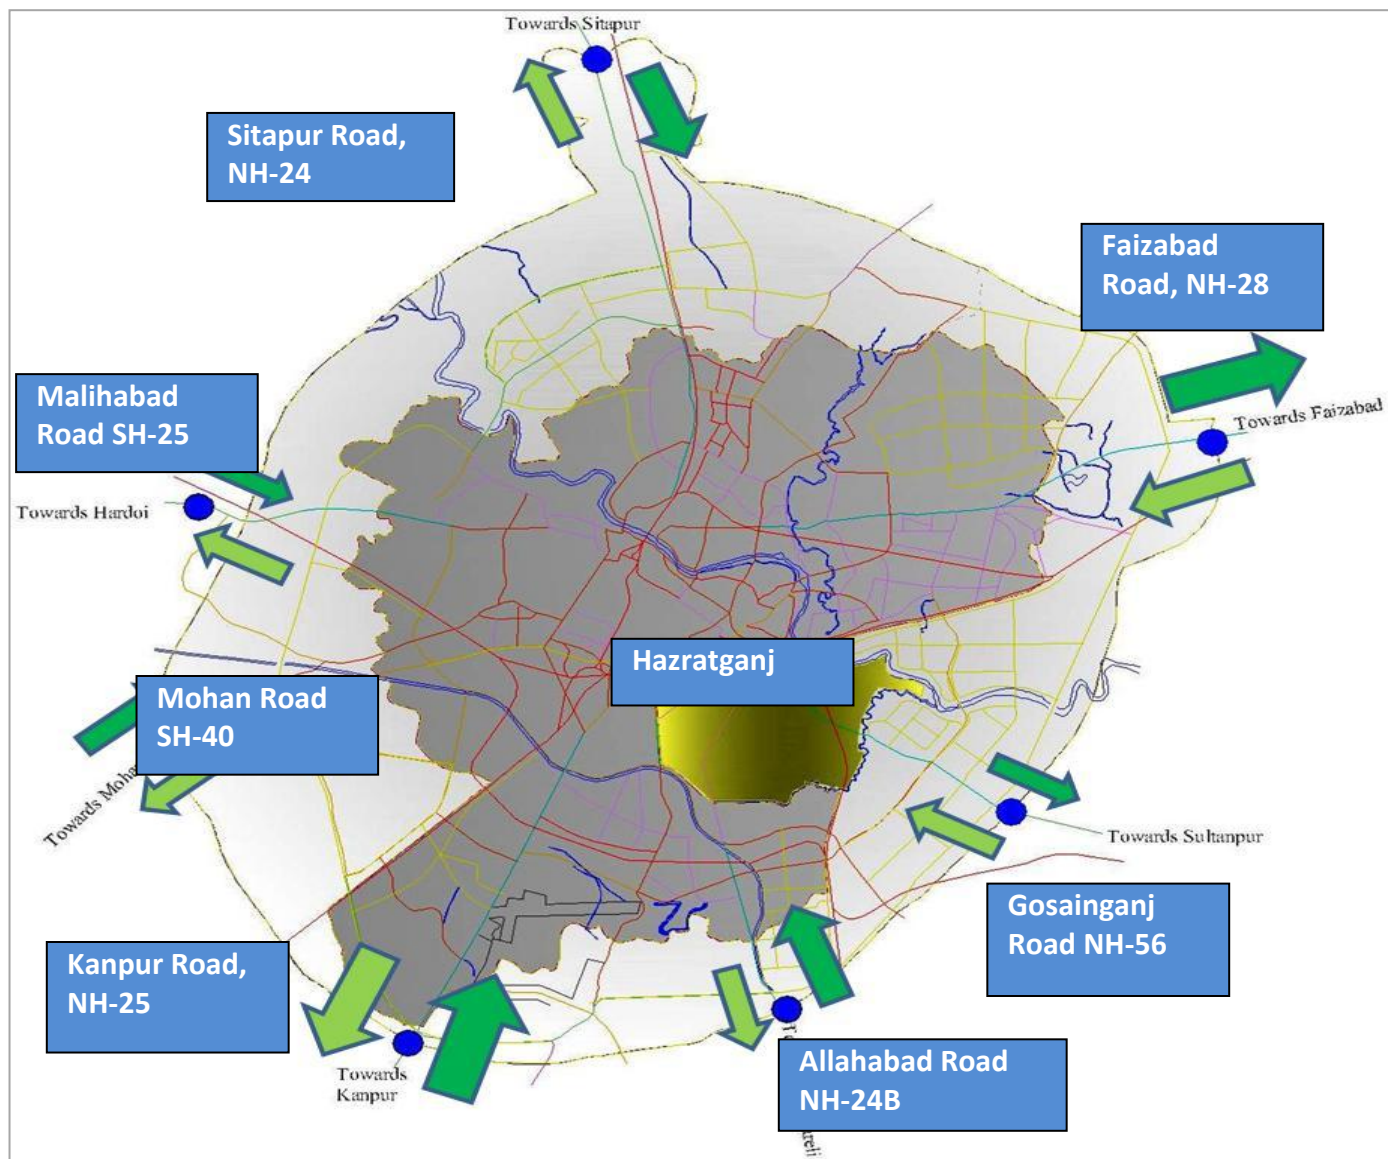 Towards Sitapur
Sitapur Road,
NH-24
Faizabad
Road, NH-28
Malihabad
Road SH-25
Towards Faizabad
Towards Hardoi
Hazratganj
Mohan Road
SH-40
Towards
Towards Sultanpur
Gosainganj
Road NH-56
Kanpur Road,
NH-25
Towards
Kanpur
Allahabad Road
NH-24B